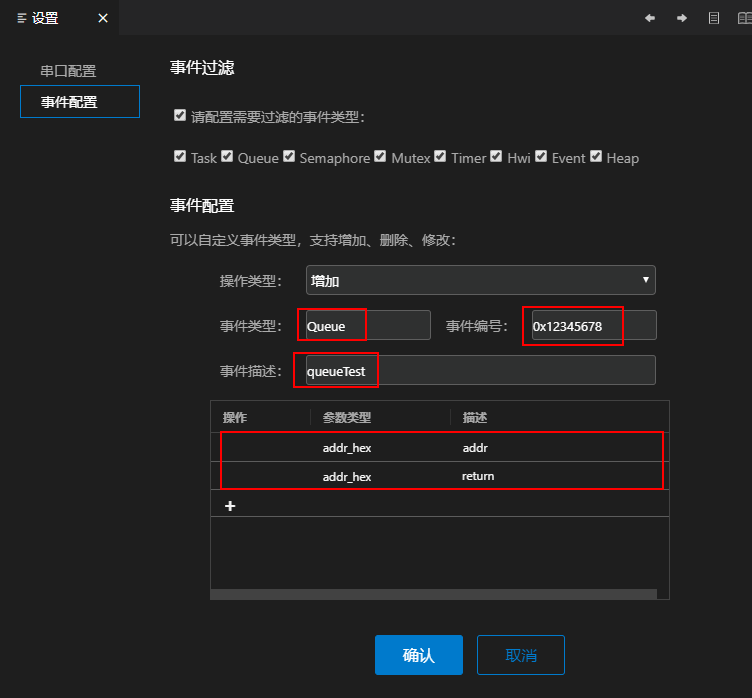 设置
串口配置
事件配置
事件过滤
请配置需要过滤的事件类型：
Task Queue Semaphore Mutex Timer Hwi Event Heap
事件配置
可以自定义事件类型，支持增加、删除、修改：
操作类型： 增加
事件类型： Queue 事件编号： 0x12345678
事件描述： queueTest
操作 参数类型 描述
addr_hex addr
addr_hex return
+
确认 取消